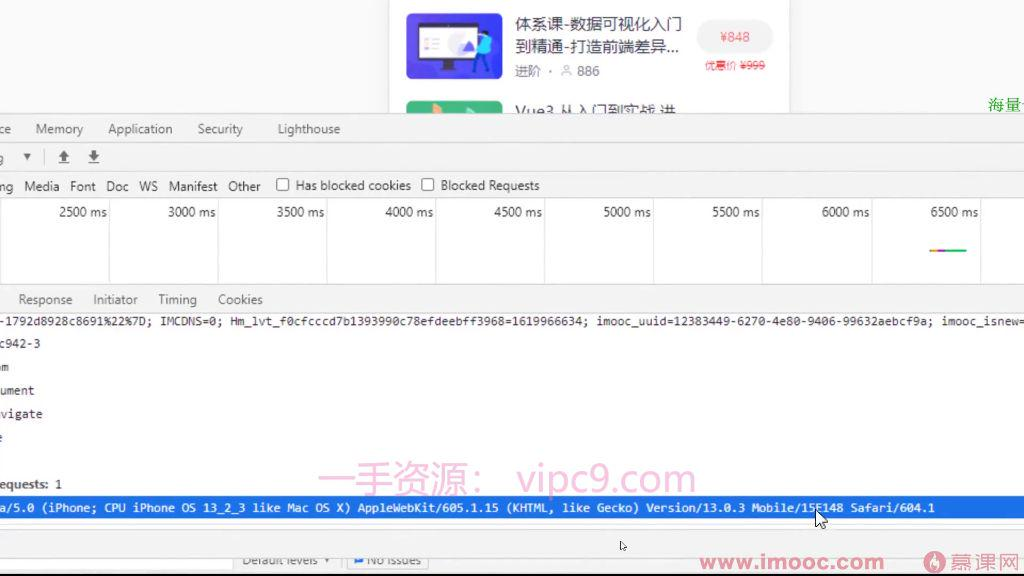 体系课-数据可视化入门
到精通-打造前端差异...
进阶 · 886
¥848
优惠价 ¥999
Vue3 从入门到实战 进
海量
ce Memory Application Security Lighthouse
g
ng Media Font Doc WS Manifest Other Has blocked cookies Blocked Requests
2500 ms 3000 ms 3500 ms 4000 ms 4500 ms 5000 ms 5500 ms 6000 ms 6500 ms
Response Initiator Timing Cookies
-1792d8928c8691%22%7D; IMCDNS=0; Hm_lvt_f0cfcccd7b1393990c78efdeebff3968=1619966634; imooc_uuid=12383449-6270-4e80-9406-99632aebcf9a; imooc_isnew=
c942-3
om
ument
vigate
e
equests: 1
一手资源： vipc9.com
a/5.0 (iPhone; CPU iPhone OS 13_2_3 like Mac OS X) AppleWebKit/605.1.15 (KHTML, like Gecko) Version/13.0.3 Mobile/15E148 Safari/604.1
Default levels No Issues
www.imooc.com 慕课网